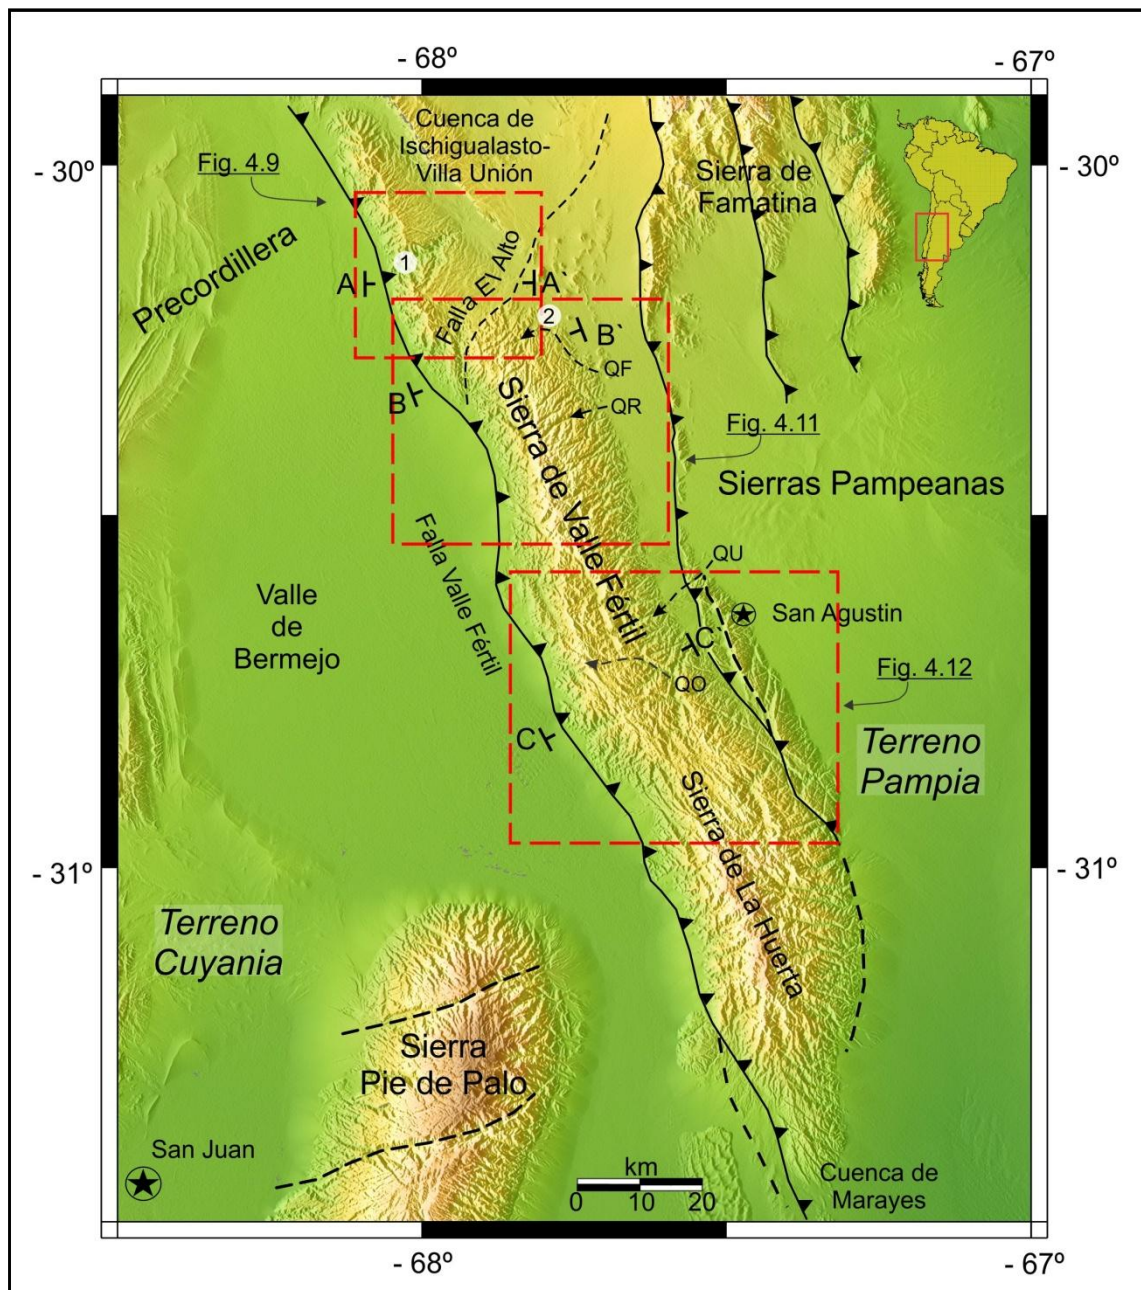 - 68º
- 67º
Cuenca de
Ischigualasto-
Villa Unión
Fig. 4.9
- 30º
- 30º
Sierra de
Famatina
Precordillera
1
A
A`
Falla El Alto
2
B`
QF
B
QR
Fig. 4.11
Sierra de Valle Fértil
Sierras Pampeanas
Falla Valle Fértil
QU
Valle
de
Bermejo
San Agustin
C`
QO
Fig. 4.12
C
Terreno
Pampia
Sierra de La Huerta
- 31º
- 31º
Terreno
Cuyania
Sierra
Pie de Palo
San Juan
km
0 10 20
Cuenca de
Marayes
- 68º
- 67º